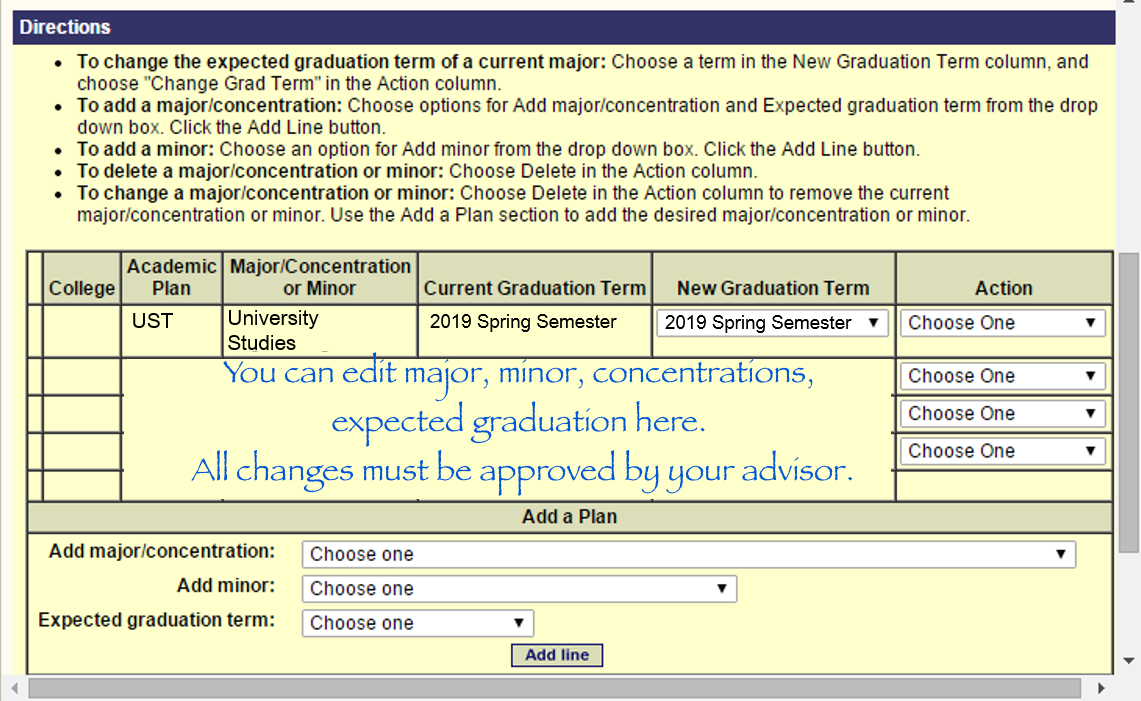 Directions
• To change the expected graduation term of a current major: Choose a term in the New Graduation Term column, and
choose "Change Grad Term" in the Action column.
• To add a major/concentration: Choose options for Add major/concentration and Expected graduation term from the drop
down box. Click the Add Line button.
• To add a minor: Choose an option for Add minor from the drop down box. Click the Add Line button.
• To delete a major/concentration or minor: Choose Delete in the Action column.
• To change a major/concentration or minor: Choose Delete in the Action column to remove the current
major/concentration or minor. Use the Add a Plan section to add the desired major/concentration or minor.
College Academic Plan Major/Concentration or Minor Current Graduation Term New Graduation Term Action
UST University Studies 2019 Spring Semester 2019 Spring Semester Choose One
You can edit major, minor, concentrations,
Choose One
expected graduation here.
Choose One
All changes must be approved by your advisor.
Choose One
Add a Plan
Add major/concentration: Choose one
Add minor: Choose one
Expected graduation term: Choose one
Add line